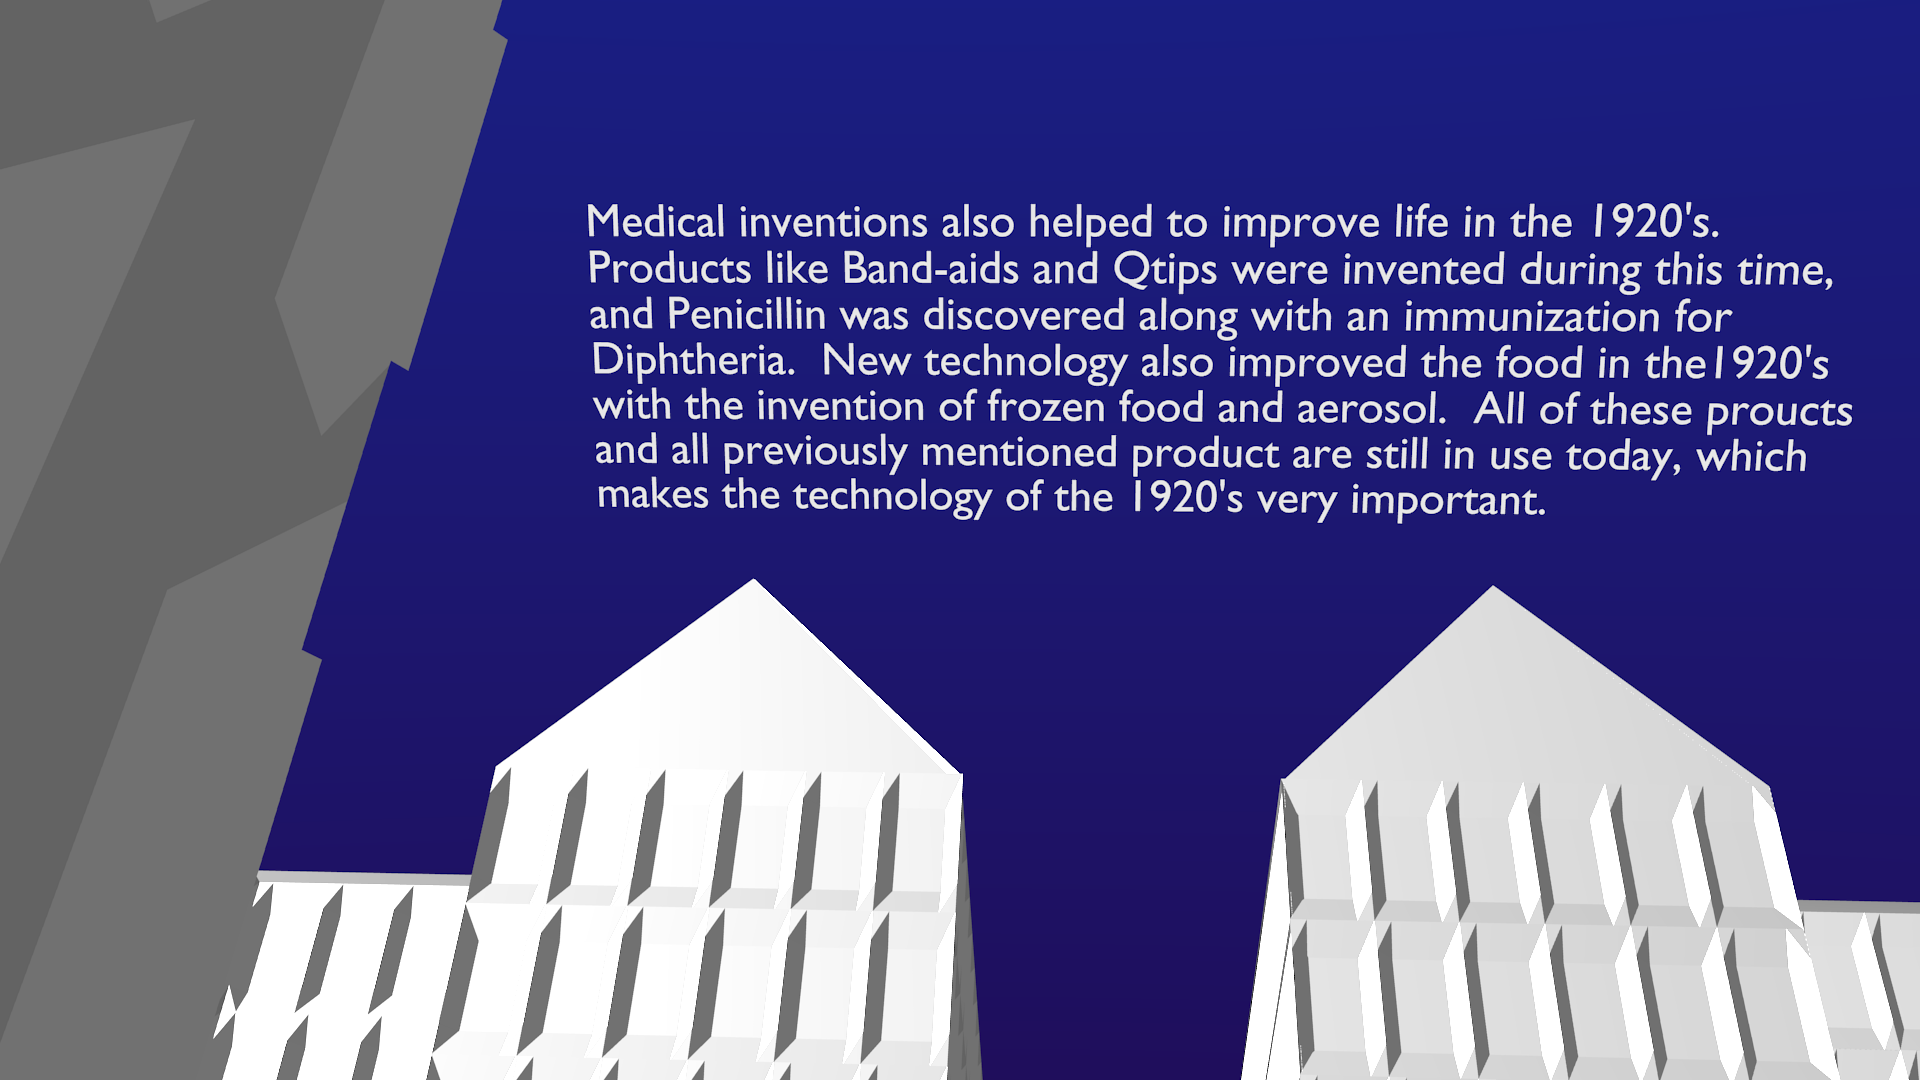 Medical inventions also helped to improve life in the 1920's.
Products like Band-aids and Qtips were invented during this time,
and Penicillin was discovered along with an immunization for
Diphtheria.  New technology also improved the food in the1920's
with the invention of frozen food and aerosol.  All of these proucts
and all previously mentioned product are still in use today, which
makes the technology of the 1920's very important.